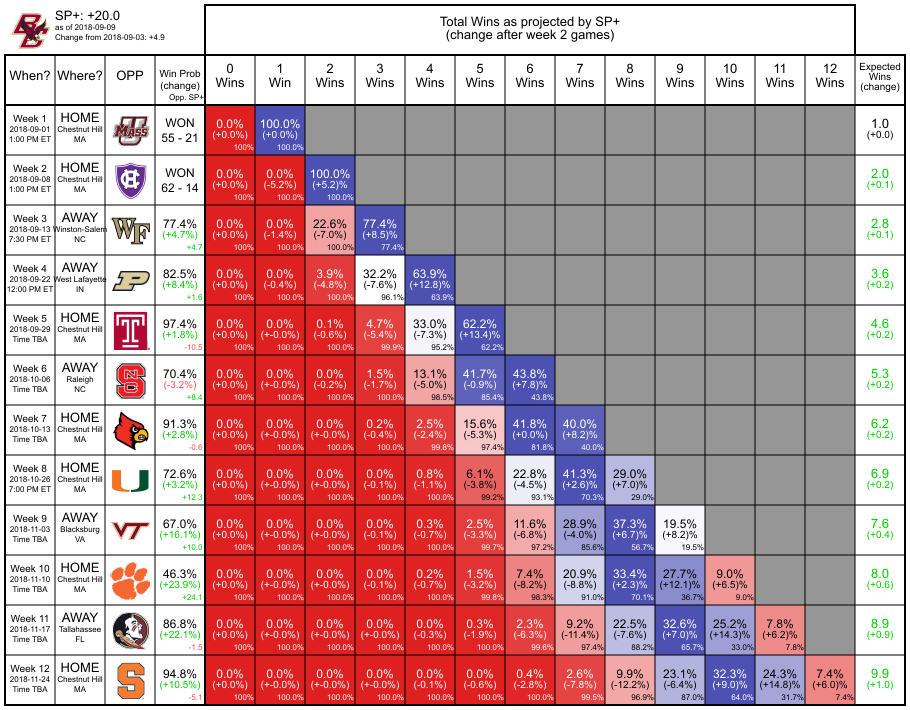 SP+: +20.0
as of 2018-09-09
Change from 2018-09-03: +4.9
Total Wins as projected by SP+
(change after week 2 games)
When? Where? OPP Win Prob (change) Opp. SP+ 0 Wins 1 Win 2 Wins 3 Wins 4 Wins 5 Wins 6 Wins 7 Wins 8 Wins 9 Wins 10 Wins 11 Wins 12 Wins Expected Wins (change)
Week 1 HOME WON 0.0% 100.0% 1.0
2018-09-01 Chestnut Hill MASS 55 - 21 (+0.0%) (+0.0%) (+0.0)
1:00 PM ET MA 100% 100.0%
Week 2 HOME WON 0.0% 0.0% 100.0% 2.0
2018-09-08 Chestnut Hill HC 62 - 14 (+0.0%) (-5.2%) (+5.2)% (+0.1)
1:00 PM ET MA 100% 100.0% 100.0%
Week 3 AWAY 77.4% 0.0% 0.0% 22.6% 77.4% 2.8
2018-09-13 Winston-Salem WF (+4.7%) (+0.0%) (-1.4%) (-7.0%) (+8.5)% (+0.1)
7:30 PM ET NC +4.7 100% 100.0% 100.0% 77.4%
Week 4 AWAY 82.5% 0.0% 0.0% 3.9% 32.2% 63.9% 3.6
2018-09-22 West Lafayette P (+8.4%) (+0.0%) (-0.4%) (-4.8%) (-7.6%) (+12.8)% (+0.2)
12:00 PM ET IN +1.6 100% 100.0% 100.0% 96.1% 63.9%
Week 5 HOME 97.4% 0.0% 0.0% 0.1% 4.7% 33.0% 62.2% 4.6
2018-09-29 Chestnut Hill T (+1.8%) (+0.0%) (+-0.0%) (-0.6%) (-5.4%) (-7.3%) (+13.4)% (+0.2)
Time TBA MA -10.5 100% 100.0% 100.0% 99.9% 95.2% 62.2%
Week 6 AWAY 70.4% 0.0% 0.0% 0.0% 1.5% 13.1% 41.7% 43.8% 5.3
2018-10-06 Raleigh NCS (-3.2%) (+0.0%) (+-0.0%) (-0.2%) (-1.7%) (-5.0%) (-0.9%) (+7.8)% (+0.2)
Time TBA NC +8.4 100% 100.0% 100.0% 100.0% 98.5% 85.4% 43.8%
Week 7 HOME 91.3% 0.0% 0.0% 0.0% 0.2% 2.5% 15.6% 41.8% 40.0% 6.2
2018-10-13 Chestnut Hill (+2.8%) (+0.0%) (+-0.0%) (+-0.0%) (-0.4%) (-2.4%) (-5.3%) (+0.0%) (+8.2)% (+0.2)
Time TBA MA -0.6 100% 100.0% 100.0% 100.0% 99.8% 97.4% 81.8% 40.0%
Week 8 HOME 72.6% 0.0% 0.0% 0.0% 0.0% 0.8% 6.1% 22.8% 41.3% 29.0% 6.9
2018-10-26 Chestnut Hill U (+3.2%) (+0.0%) (+-0.0%) (+-0.0%) (-0.1%) (-1.1%) (-3.8%) (-4.5%) (+2.6)% (+7.0)% (+0.2)
7:00 PM ET MA +12.3 100% 100.0% 100.0% 100.0% 100.0% 99.2% 93.1% 70.3% 29.0%
Week 9 AWAY 67.0% 0.0% 0.0% 0.0% 0.0% 0.3% 2.5% 11.6% 28.9% 37.3% 19.5% 7.6
2018-11-03 Blacksburg VT (+16.1%) (+0.0%) (+-0.0%) (+-0.0%) (-0.1%) (-0.7%) (-3.3%) (-6.8%) (-4.0%) (+6.7)% (+8.2)% (+0.4)
Time TBA VA +10.0 100% 100.0% 100.0% 100.0% 100.0% 99.7% 97.2% 85.6% 56.7% 19.5%
Week 10 HOME 46.3% 0.0% 0.0% 0.0% 0.0% 0.2% 1.5% 7.4% 20.9% 33.4% 27.7% 9.0% 8.0
2018-11-10 Chestnut Hill (+23.9%) (+0.0%) (+-0.0%) (+-0.0%) (-0.1%) (-0.7%) (-3.2%) (-8.2%) (-8.8%) (+2.3)% (+12.1)% (+6.5)% (+0.6)
Time TBA MA +24.1 100% 100.0% 100.0% 100.0% 100.0% 99.8% 98.3% 91.0% 70.1% 36.7% 9.0%
Week 11 AWAY 86.8% 0.0% 0.0% 0.0% 0.0% 0.0% 0.3% 2.3% 9.2% 22.5% 32.6% 25.2% 7.8% 8.9
2018-11-17 Tallahassee (+22.1%) (+0.0%) (+-0.0%) (+-0.0%) (+-0.0%) (-0.3%) (-1.9%) (-6.3%) (-11.4%) (-7.6%) (+7.0)% (+14.3)% (+6.2)% (+0.9)
Time TBA FL -1.5 100% 100.0% 100.0% 100.0% 100.0% 100.0% 99.6% 97.4% 88.2% 65.7% 33.0% 7.8%
Week 12 HOME 94.8% 0.0% 0.0% 0.0% 0.0% 0.0% 0.0% 0.4% 2.6% 9.9% 23.1% 32.3% 24.3% 7.4% 9.9
2018-11-24 Chestnut Hill S (+10.5%) (+0.0%) (+-0.0%) (+-0.0%) (+-0.0%) (-0.1%) (-0.6%) (-2.8%) (-7.8%) (-12.2%) (-6.4%) (+9.0)% (+14.8)% (+6.0)% (+1.0)
Time TBA MA -5.1 100% 100.0% 100.0% 100.0% 100.0% 100.0% 100.0% 99.5% 96.9% 87.0% 64.0% 31.7% 7.4%